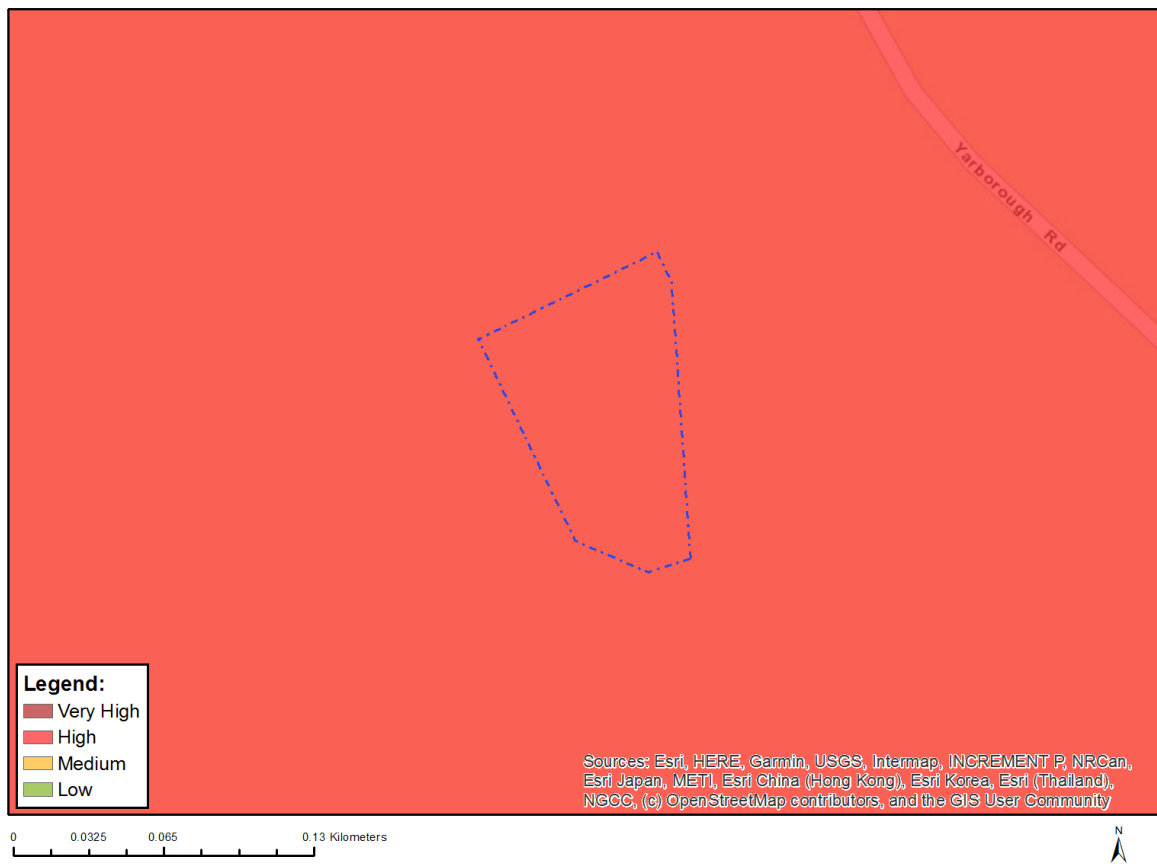 Yarborough Rd
Legend:
Very High
High
Medium
Low
Sources: Esri, HERE, Garmin, USGS, Intermap, INCREMENT P, NRCan,
Esri Japan, METI, Esri China (Hong Kong), Esri Korea, Esri (Thailand),
NGCC, (c) OpenStreetMap contributors, and the GIS User Community
0 0.0325 0.065 0.13 Kilometers
N